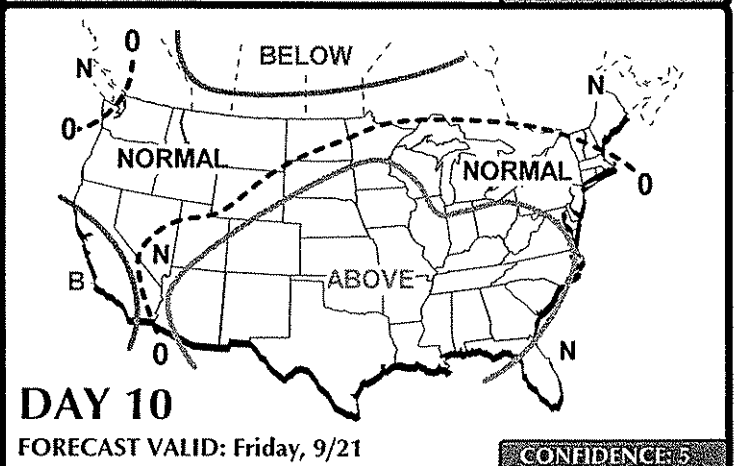 0
BELOW
N
N
0
NORMAL
NORMAL
0
N
B
ABOVE
0
N
DAY 10
FORECAST VALID: Friday, 9/21
CONFIDENCE: 5